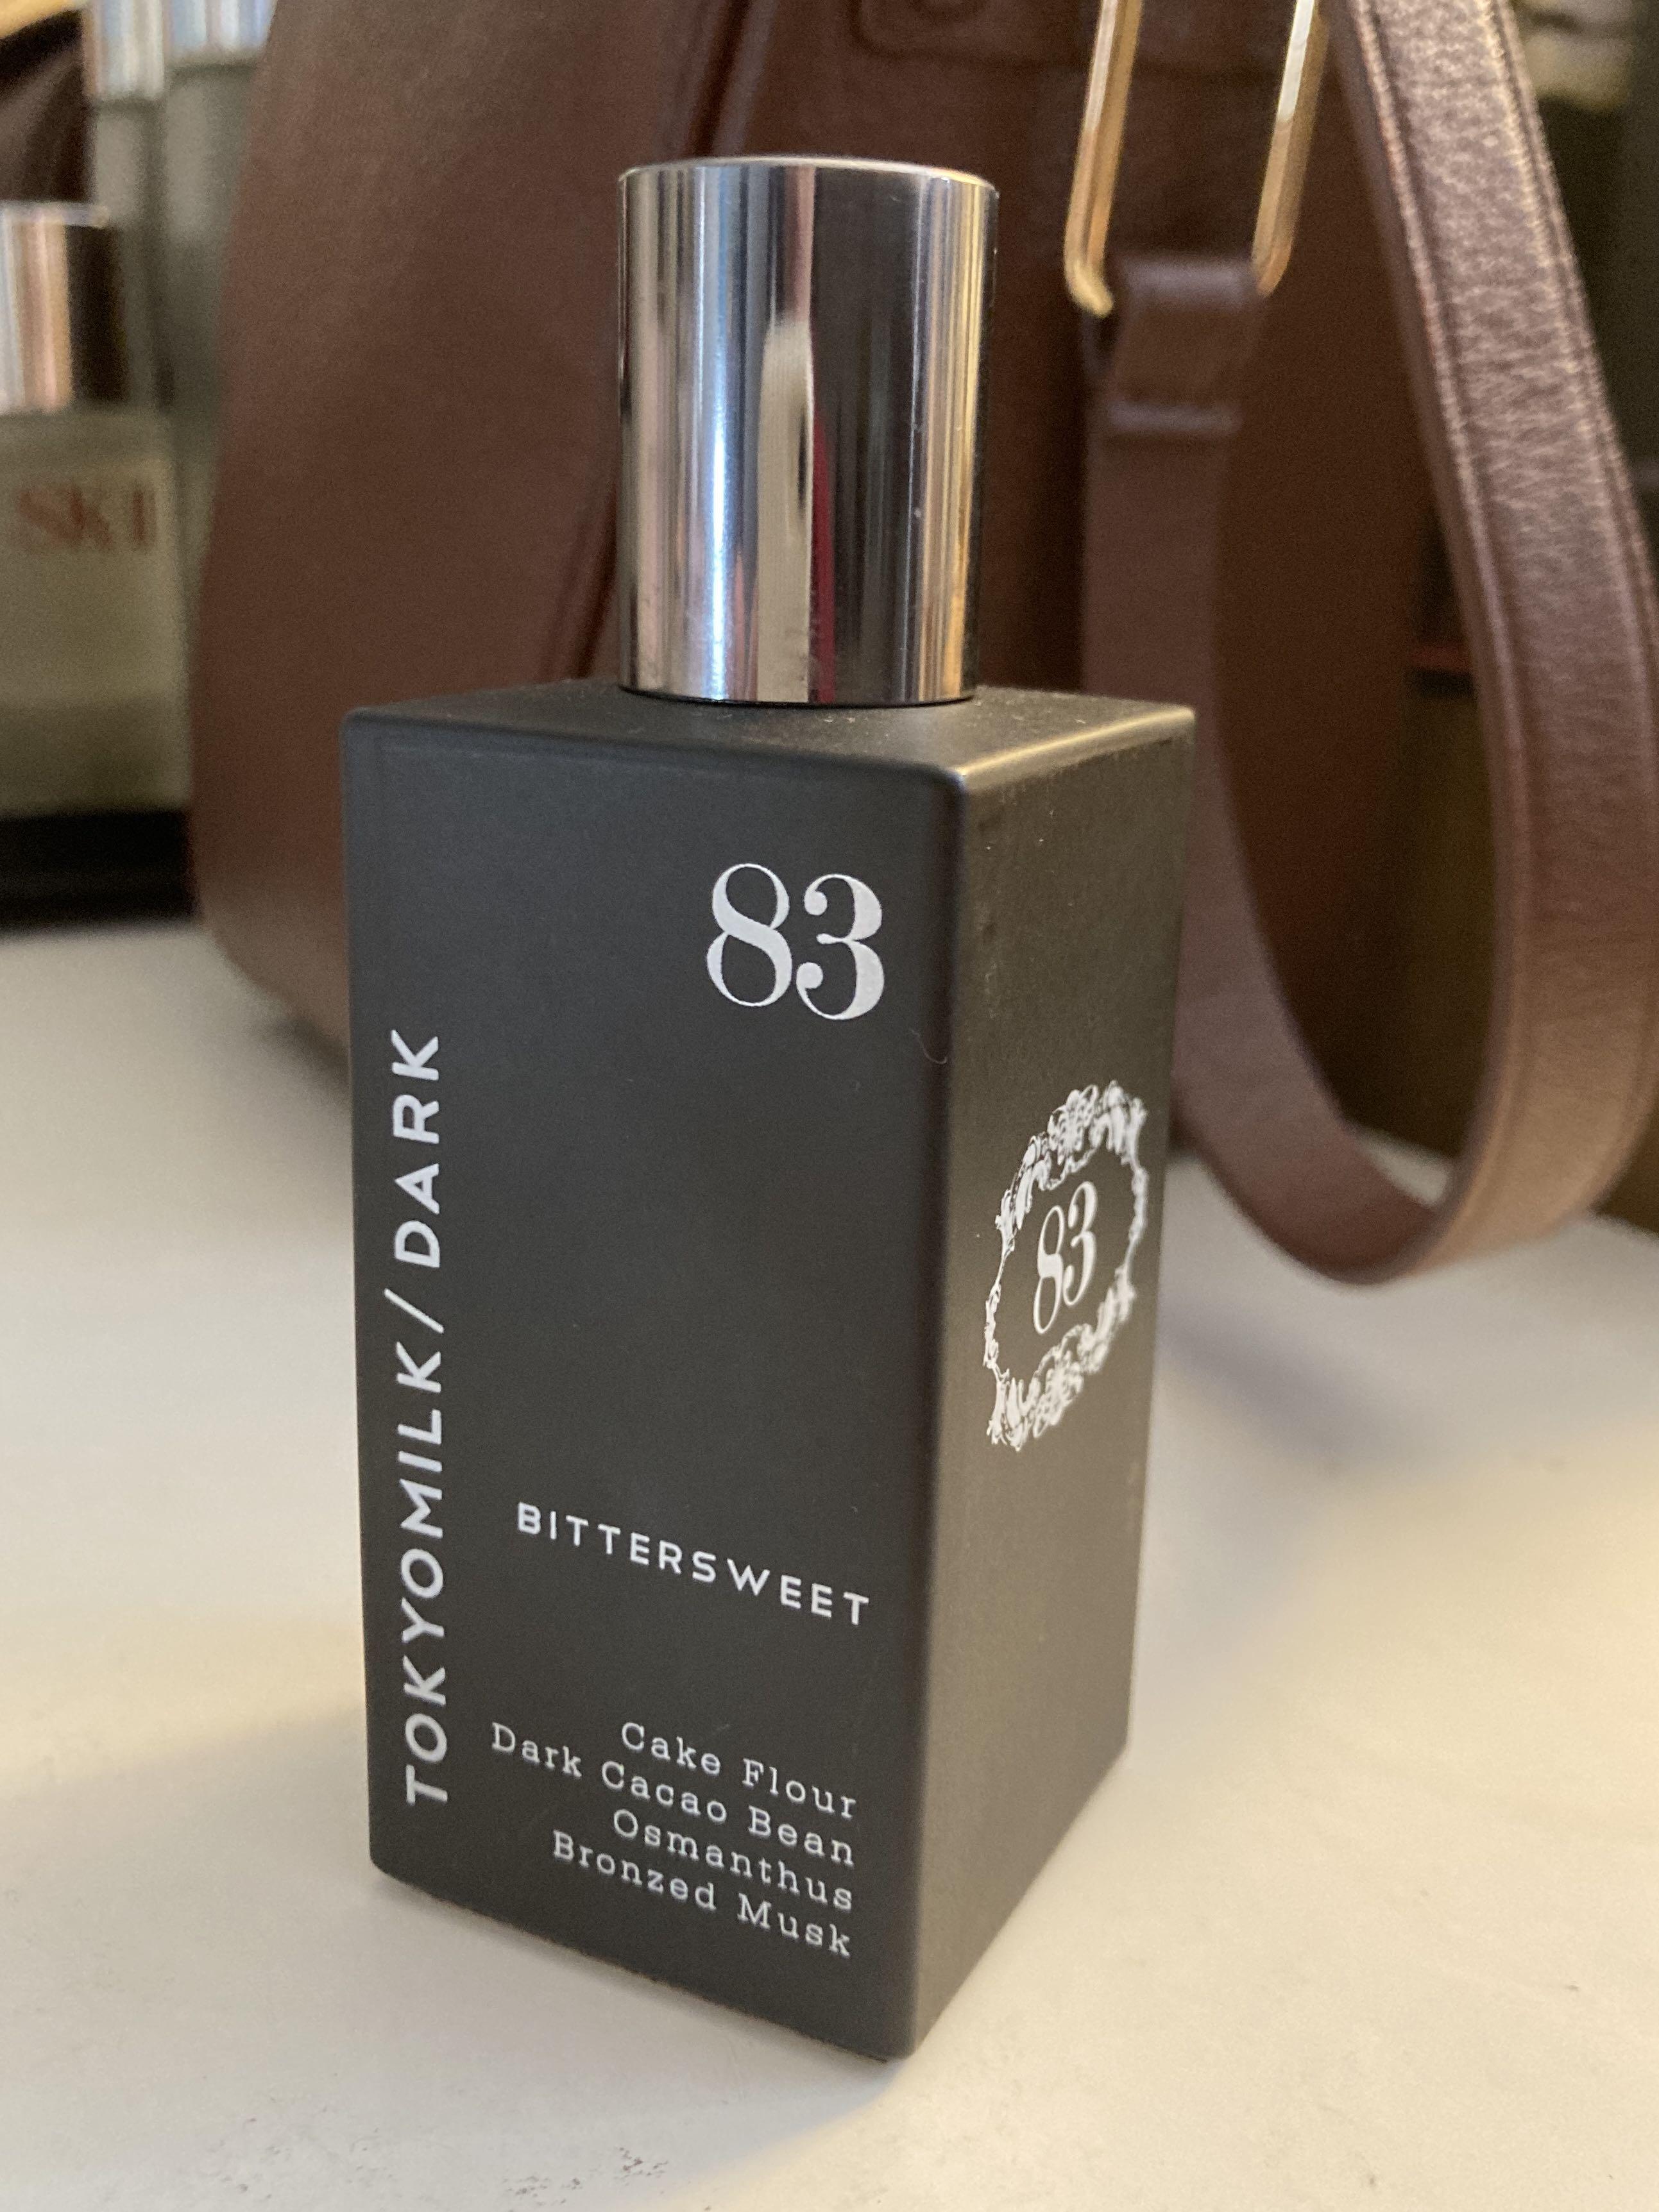 83
TOKYOMILK/DARK
83
BITTERSWEET
Cake Flour
Dark Cacao Bean
Osmanthus
Bronzed Musk